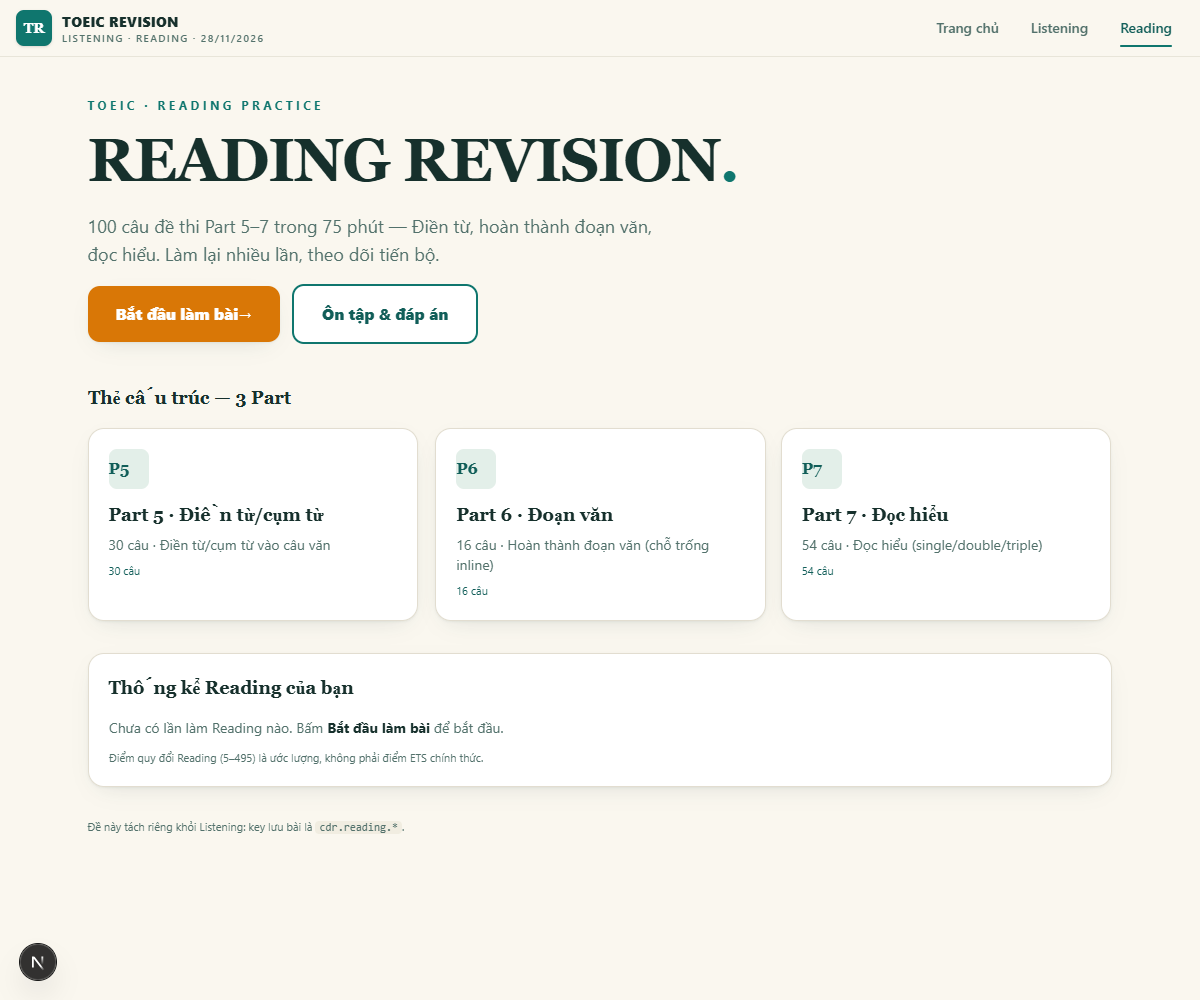 TR
TOEIC REVISION
LISTENING · READING · 28/11/2026
Trang chủ
Listening
Reading
TOEIC · READING PRACTICE
READING REVISION.
100 câu đề thi Part 5–7 trong 75 phút — Điền từ, hoàn thành đoạn văn,
đọc hiểu. Làm lại nhiều lần, theo dõi tiến bộ.
Bắt đầu làm bài→
Ôn tập & đáp án
Thẻ cấu trúc — 3 Part
P5
Part 5 · Điền từ/cụm từ
30 câu · Điền từ/cụm từ vào câu văn
30 câu
P6
Part 6 · Đoạn văn
16 câu · Hoàn thành đoạn văn (chỗ trống
inline)
16 câu
P7
Part 7 · Đọc hiểu
54 câu · Đọc hiểu (single/double/triple)
54 câu
Thống kể Reading của bạn
Chưa có lần làm Reading nào. Bấm Bắt đầu làm bài để bắt đầu.
Điểm quy đổi Reading (5–495) là ước lượng, không phải điểm ETS chính thức.
Đề này tách riêng khỏi Listening: key lưu bài là cdr.reading.*.
N